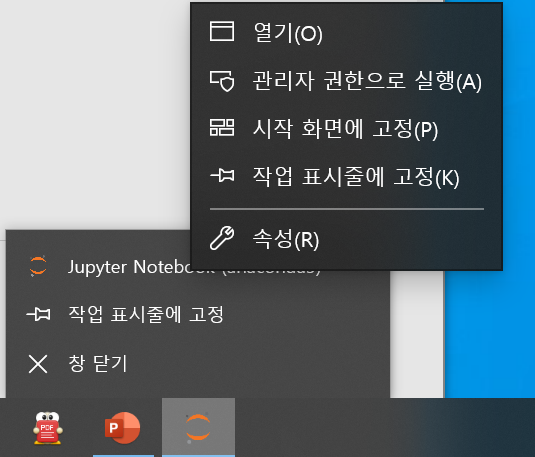 열기(O)
관리자 권한으로 실행(A)
시작 화면에 고정(P)
작업 표시줄에 고정(K)
속성(R)
Jupyter Notebook (anaconda3)
작업 표시줄에 고정
창 닫기
PDF
P